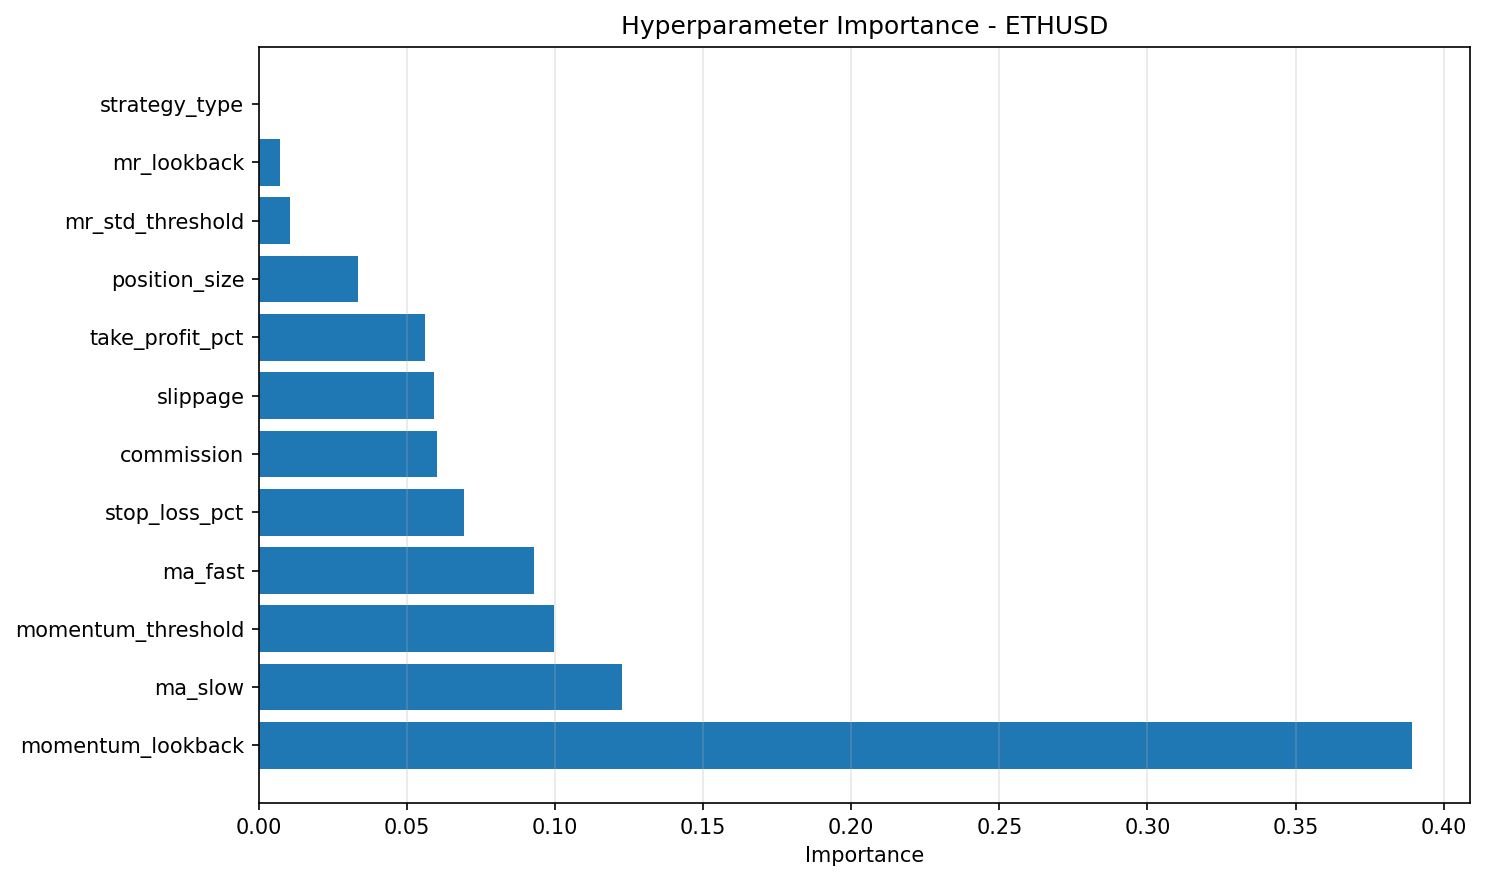 Hyperparameter Importance - ETHUSD
strategy_type
mr_lookback
mr_std_threshold
position_size
take_profit_pct
slippage
commission
stop_loss_pct
ma_fast
momentum_threshold
ma_slow
momentum_lookback
0.00 0.05 0.10 0.15 0.20 0.25 0.30 0.35 0.40
Importance